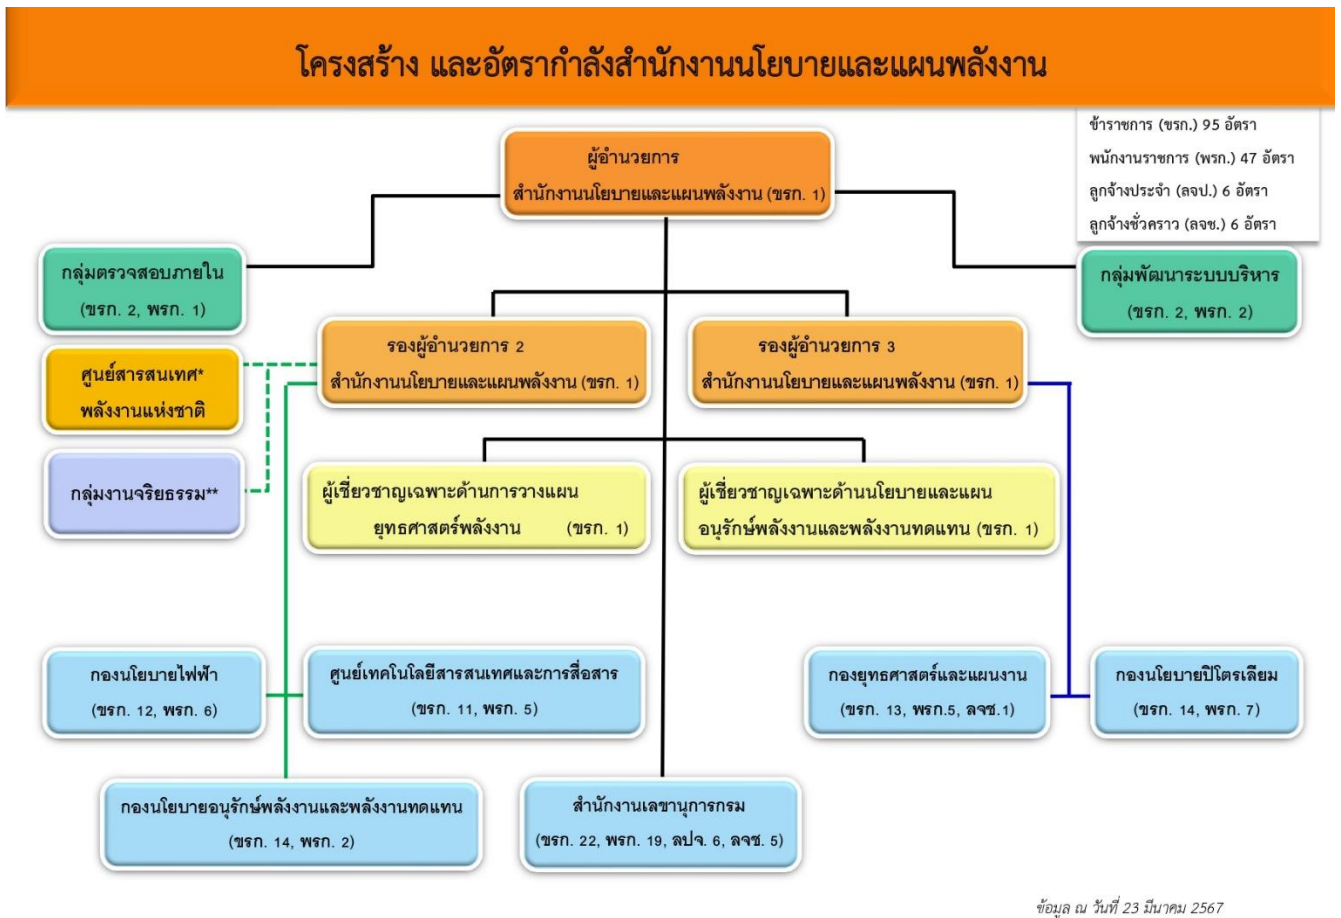 โครงสร้าง และอัตรากำลังสำนักงานนโยบายและแผนพลังงาน
ข้าราชการ (ขรก.) 95 อัตรา
พนักงานราชการ (พรก.) 47 อัตรา
ลูกจ้างประจำ (ลจป.) 6 อัตรา
ลูกจ้างชั่วคราว (ลจช.) 6 อัตรา
ผู้อำนวยการ
สำนักงานนโยบายและแผนพลังงาน (ขรก. 1)
กลุ่มตรวจสอบภายใน
(ขรก. 2, พรก. 1)
กลุ่มพัฒนาระบบบริหาร
(ขรก. 2, พรก. 2)
รองผู้อำนวยการ 2
สำนักงานนโยบายและแผนพลังงาน (ขรก. 1)
รองผู้อำนวยการ 3
สำนักงานนโยบายและแผนพลังงาน (ขรก. 1)
ศูนย์สารสนเทศ*
พลังงานแห่งชาติ
กลุ่มงานจริยธรรม**
ผู้เชี่ยวชาญเฉพาะด้านการวางแผน
ยุทธศาสตร์พลังงาน (ขรก. 1)
ผู้เชี่ยวชาญเฉพาะด้านนโยบายและแผน
อนุรักษ์พลังงานและพลังงานทดแทน (ขรก. 1)
กองนโยบายไฟฟ้า
(ขรก. 12, พรก. 6)
ศูนย์เทคโนโลยีสารสนเทศและการสื่อสาร
(ขรก. 11, พรก. 5)
กองยุทธศาสตร์และแผนงาน
(ขรก. 13, พรก.5, ลจช.1)
กองนโยบายปิโตรเลียม
(ขรก. 14, พรก. 7)
กองนโยบายอนุรักษ์พลังงานและพลังงานทดแทน
(ขรก. 14, พรก. 2)
สำนักงานเลขานุการกรม
(ขรก. 22, พรก. 19, ลปจ. 6, ลจช. 5)
ข้อมูล ณ วันที่ 23 มีนาคม 2567